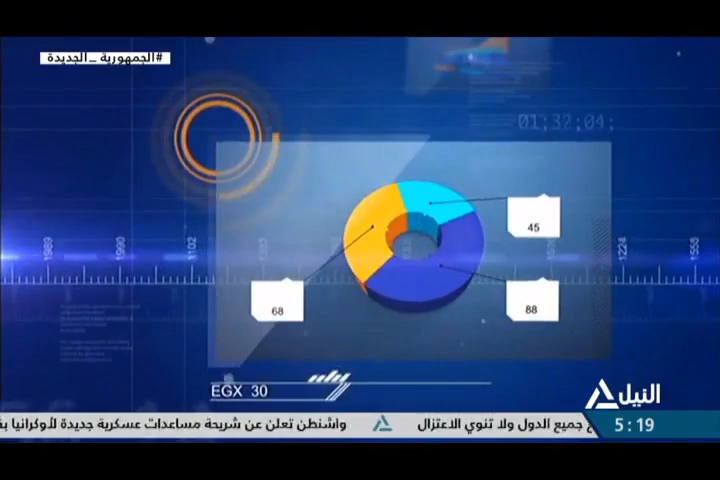 #الجمهورية_الجديدة
01;32;04;
45
1989
1990
1102
1224
1558
68
88
EGX 30
النيل
جميع الدول ولا تنوي الاعتزال
واشنطن تعلن عن شريحة مساعدات عسكرية جديدة لأوكرانيا
5:19